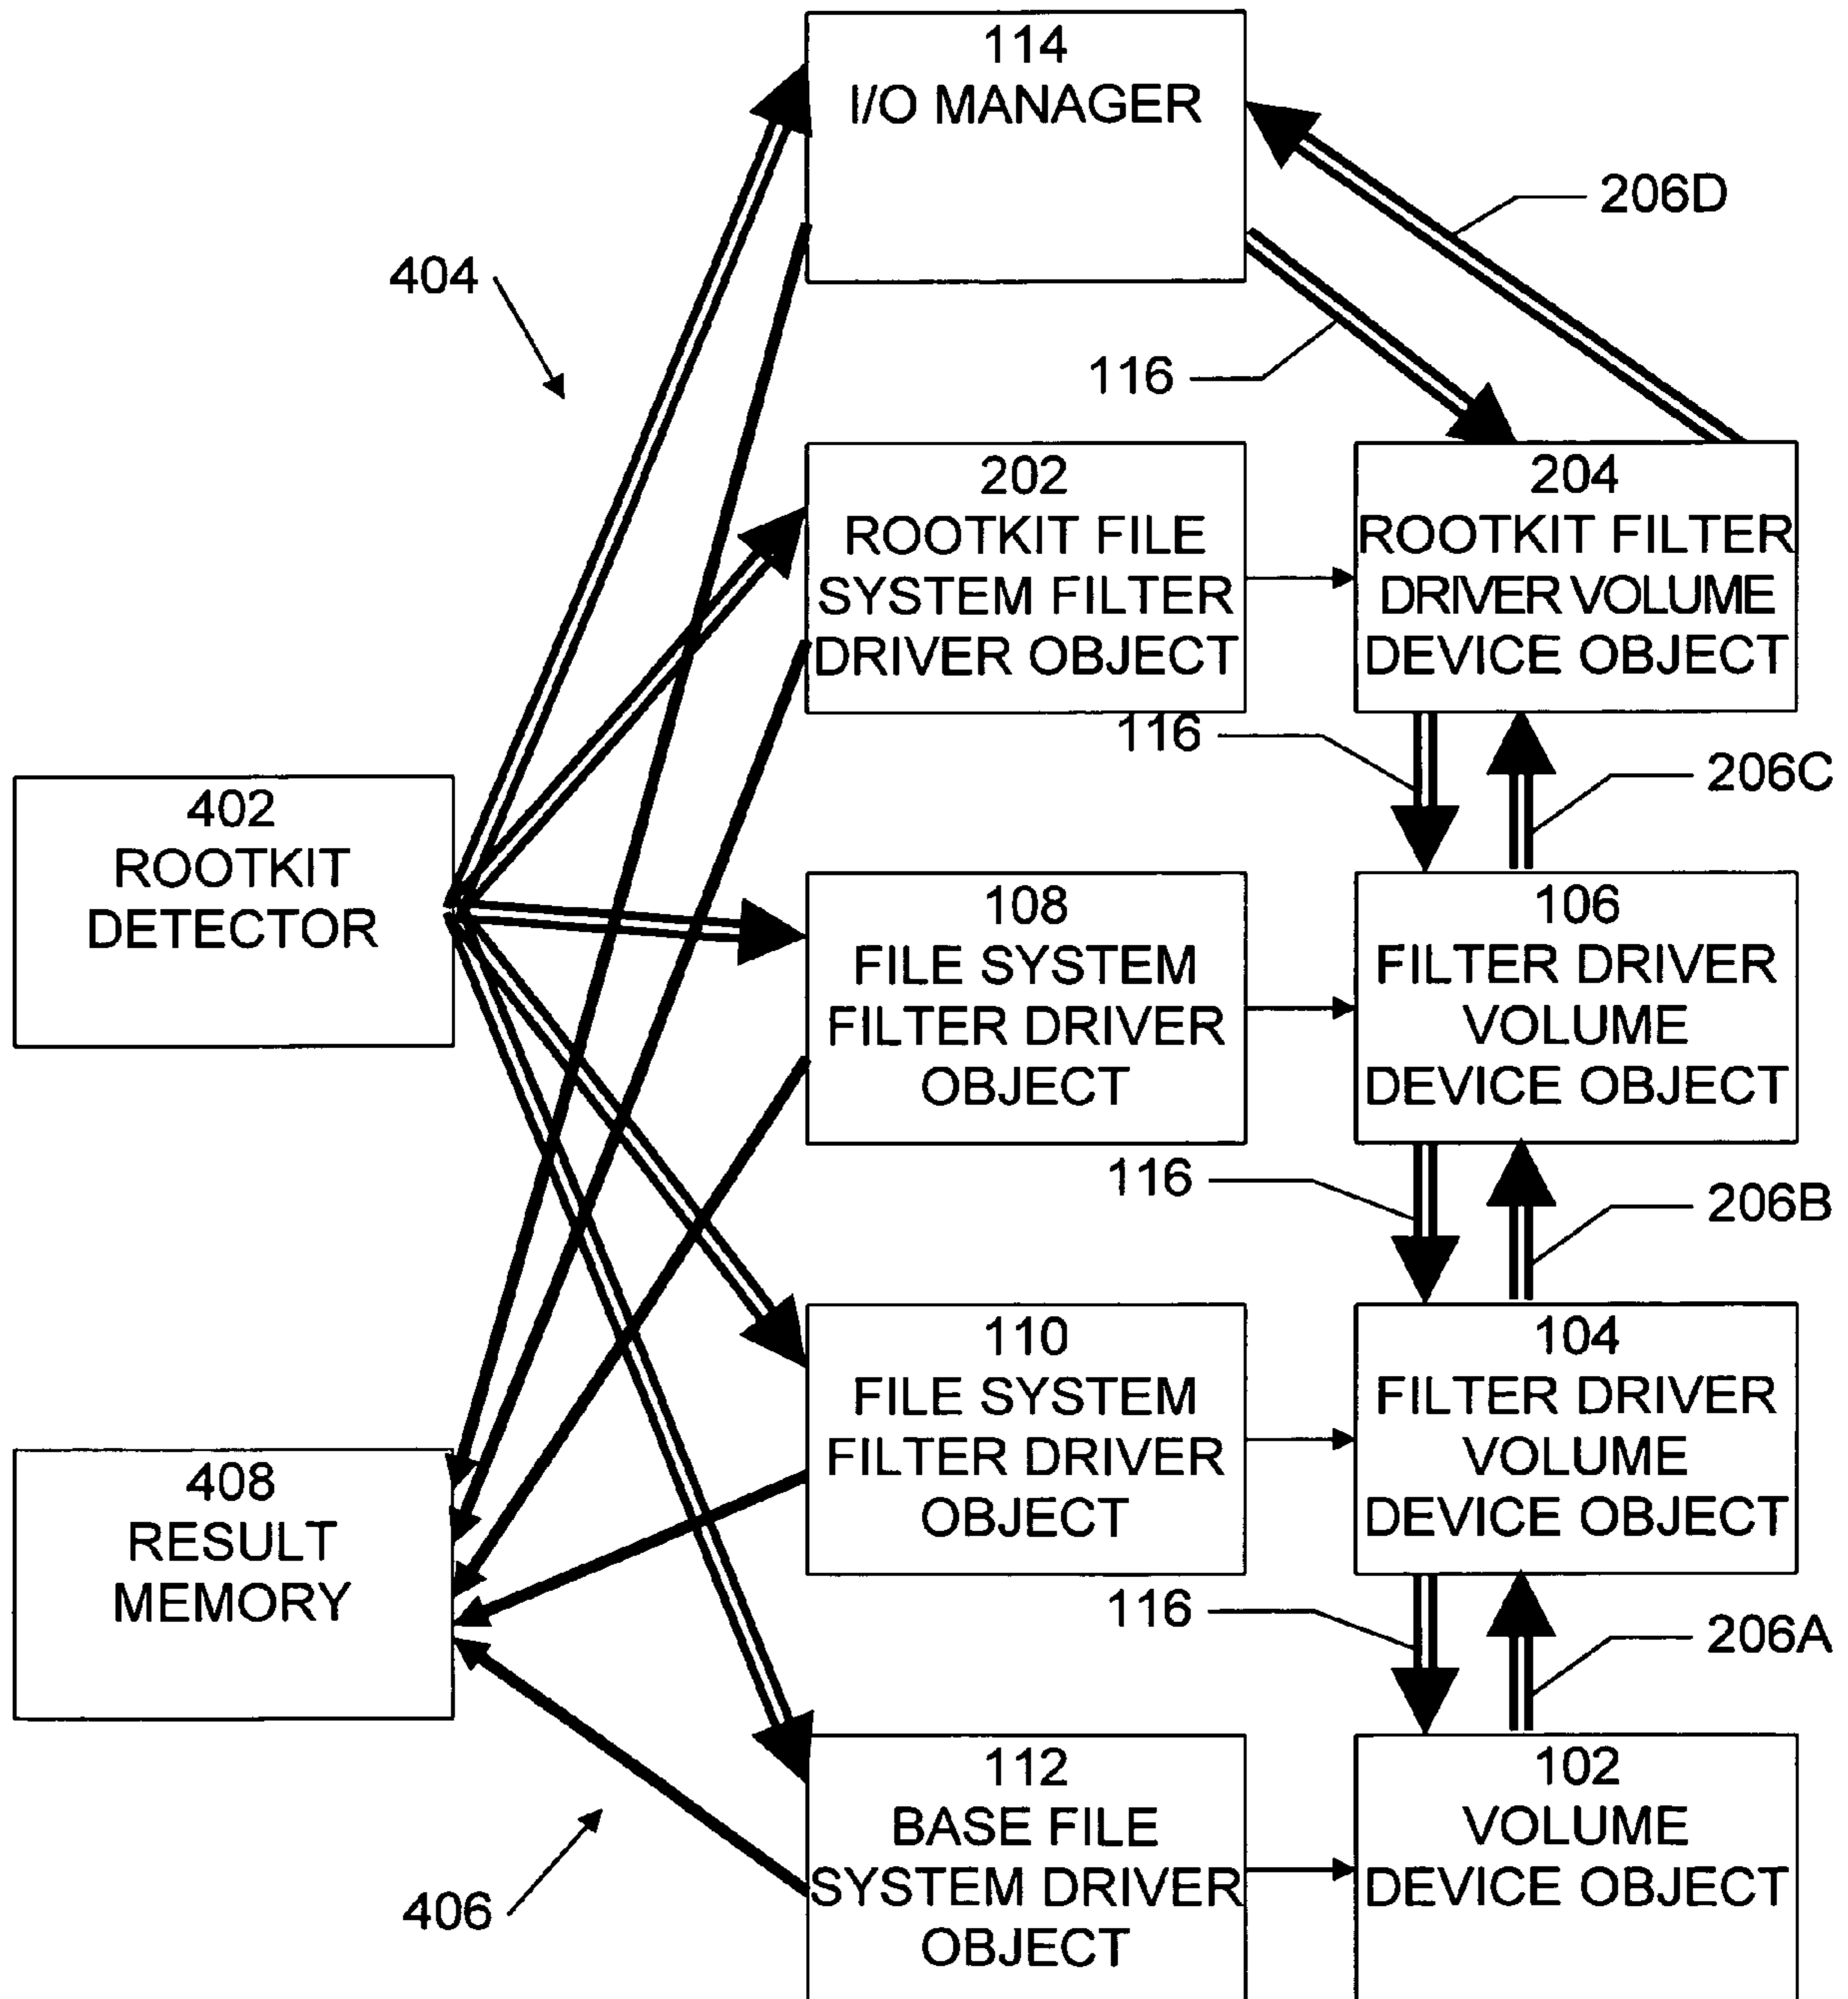 114
I/O MANAGER
206D
404
116
202
ROOTKIT FILE
SYSTEM FILTER
DRIVER OBJECT
204
ROOTKIT FILTER
DRIVER VOLUME
DEVICE OBJECT
116
206C
402
ROOTKIT
DETECTOR
108
FILE SYSTEM
FILTER DRIVER
OBJECT
106
FILTER DRIVER
VOLUME
DEVICE OBJECT
116
206B
110
FILE SYSTEM
FILTER DRIVER
OBJECT
104
FILTER DRIVER
VOLUME
DEVICE OBJECT
408
RESULT
MEMORY
116
206A
112
BASE FILE
SYSTEM DRIVER
OBJECT
102
VOLUME
DEVICE OBJECT
406